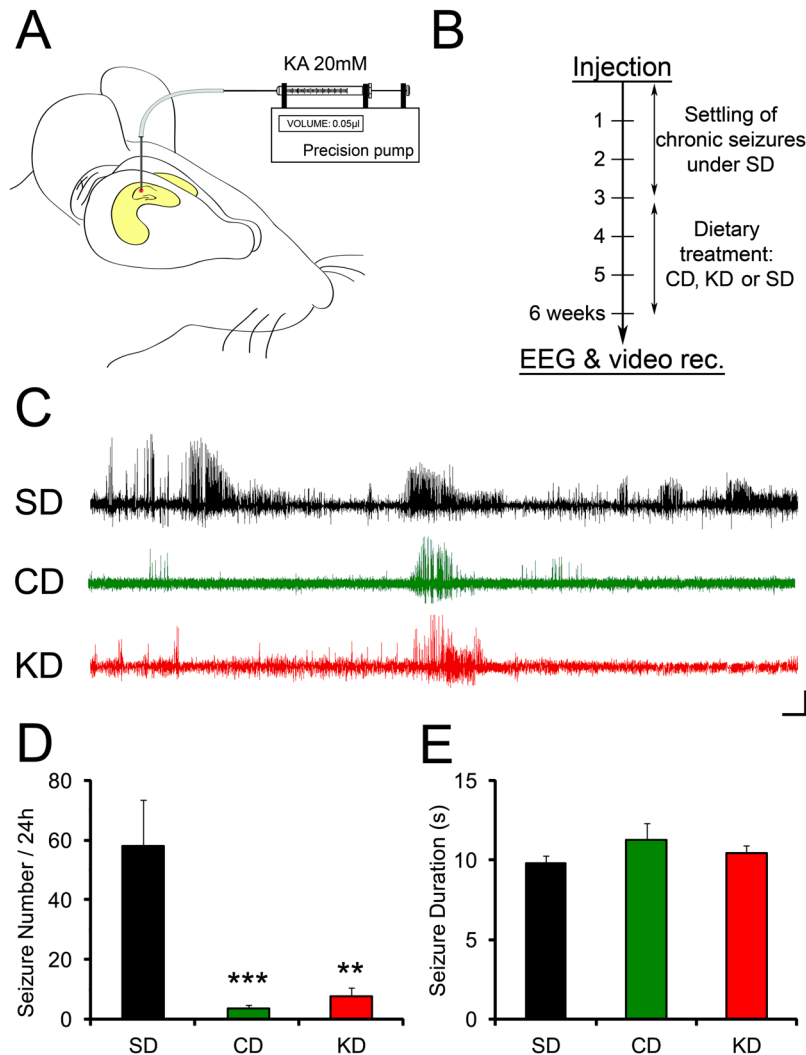 A
KA 20mM
VOLUME: 0.05µl
Precision pump
B
Injection
1
2
3
4
5
6 weeks
Settling of
chronic seizures
under SD
Dietary
treatment:
CD, KD or SD
EEG & video rec.
C
SD
CD
KD
D
Seizure Number / 24h
80
60
40
20
0
***
**
SD
CD
KD
E
Seizure Duration (s)
15
10
5
0
SD
CD
KD